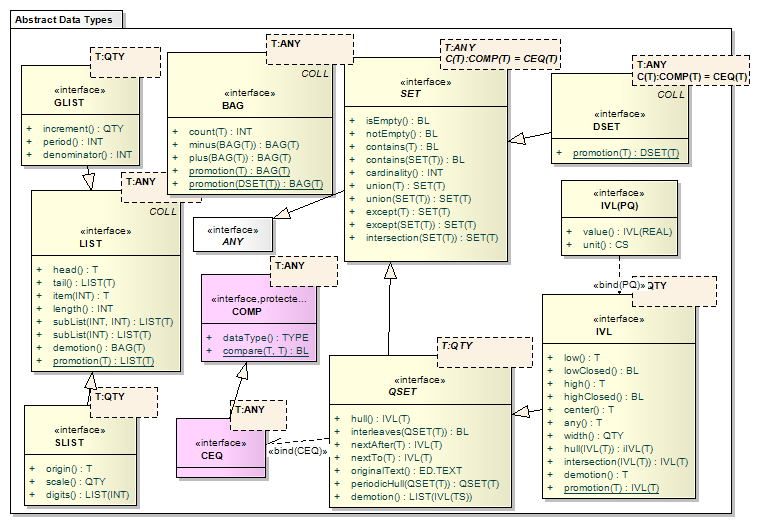 Abstract Data Types
T:QTY
«interface»
GLIST
+ increment() : QTY
+ period() : INT
+ denominator() : INT
T:ANY
COLL
«interface»
BAG
+ count(T) : INT
+ minus(BAG(T)) : BAG(T)
+ plus(BAG(T)) : BAG(T)
+ promotion(T) : BAG(T)
+ promotion(DSET(T)) : BAG(T)
T:ANY
C(T):COMP(T) = CEQ(T)
«interface»
SET
+ isEmpty() : BL
+ notEmpty() : BL
+ contains(T) : BL
+ contains(SET(T)) : BL
+ cardinality() : INT
+ union(T) : SET(T)
+ union(SET(T)) : SET(T)
+ except(T) : SET(T)
+ except(SET(T)) : SET(T)
+ intersection(SET(T)) : SET(T)
T:ANY
C(T):COMP(T) = CEQ(T)
COLL
«interface»
DSET
+ promotion(T) : DSET(T)
T:ANY
COLL
«interface»
LIST
+ head() : T
+ tail() : LIST(T)
+ item(INT) : T
+ length() : INT
+ subList(INT, INT) : LIST(T)
+ subList(INT) : LIST(T)
+ demotion() : BAG(T)
+ promotion(T) : LIST(T)
«interface»
ANY
«interface»
IVL(PQ)
+ value() : IVL(REAL)
+ unit() : CS
T:ANY
«interface,protecte...
COMP
+ dataType() : TYPE
+ compare(T, T) : BL
«bind(PQ)»
QTY
«interface»
IVL
+ low() : T
+ lowClosed() : BL
+ high() : T
+ highClosed() : BL
+ center() : T
+ any() : T
+ width() : QTY
+ hull(IVL(T)) : iIVL(T)
+ intersection(IVL(T)) : IVL(T)
+ demotion() : T
+ promotion(T) : IVL(T)
T:QTY
«interface»
QSET
+ hull() : IVL(T)
+ interleaves(QSET(T)) : BL
+ nextAfter(T) : IVL(T)
+ nextTo(T) : IVL(T)
+ originalText() : ED.TEXT
+ periodicHull(QSET(T)) : QSET(T)
+ demotion() : LIST(IVL(TS))
T:QTY
«interface»
SLIST
+ origin() : T
+ scale() : QTY
+ digits() : LIST(INT)
T:ANY
«interface»
CEQ
«bind(CEQ)»